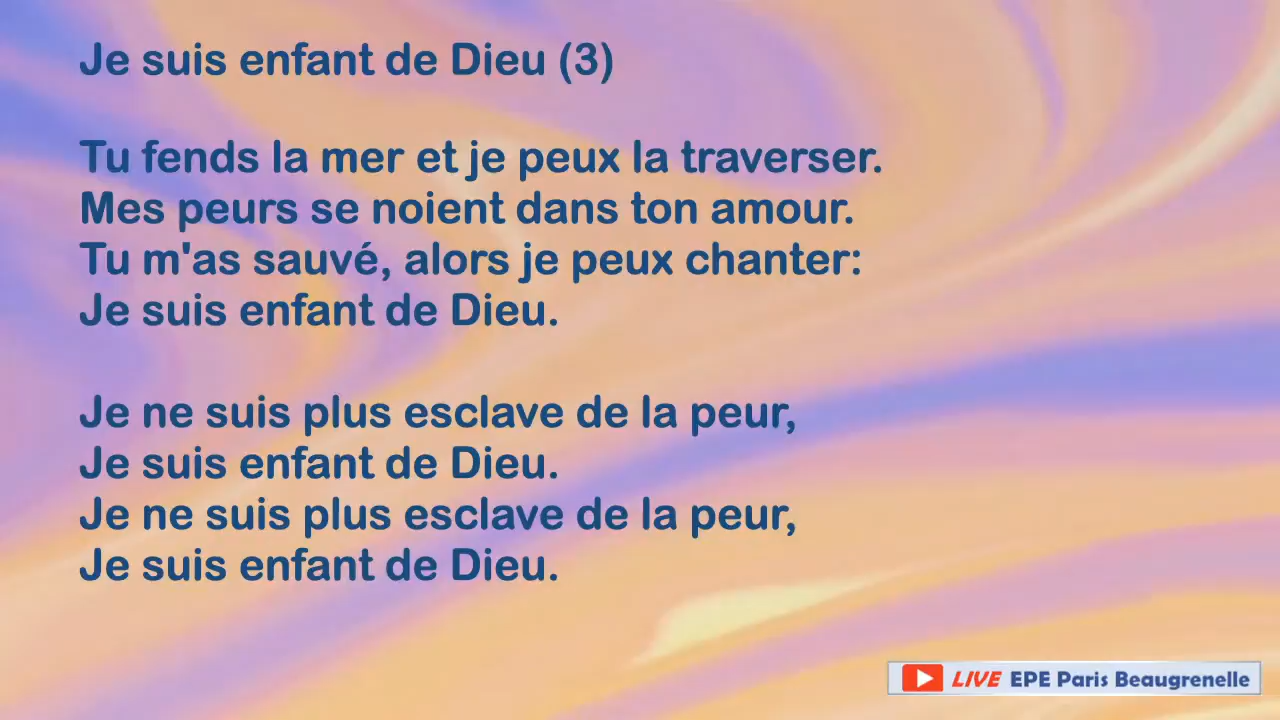 Je suis enfant de Dieu (3)
Tu fends la mer et je peux la traverser.
Mes peurs se noient dans ton amour.
Tu m'as sauvé, alors je peux chanter:
Je suis enfant de Dieu.
Je ne suis plus esclave de la peur,
Je suis enfant de Dieu.
Je ne suis plus esclave de la peur,
Je suis enfant de Dieu.
LIVE EPE Paris Beaugrenelle